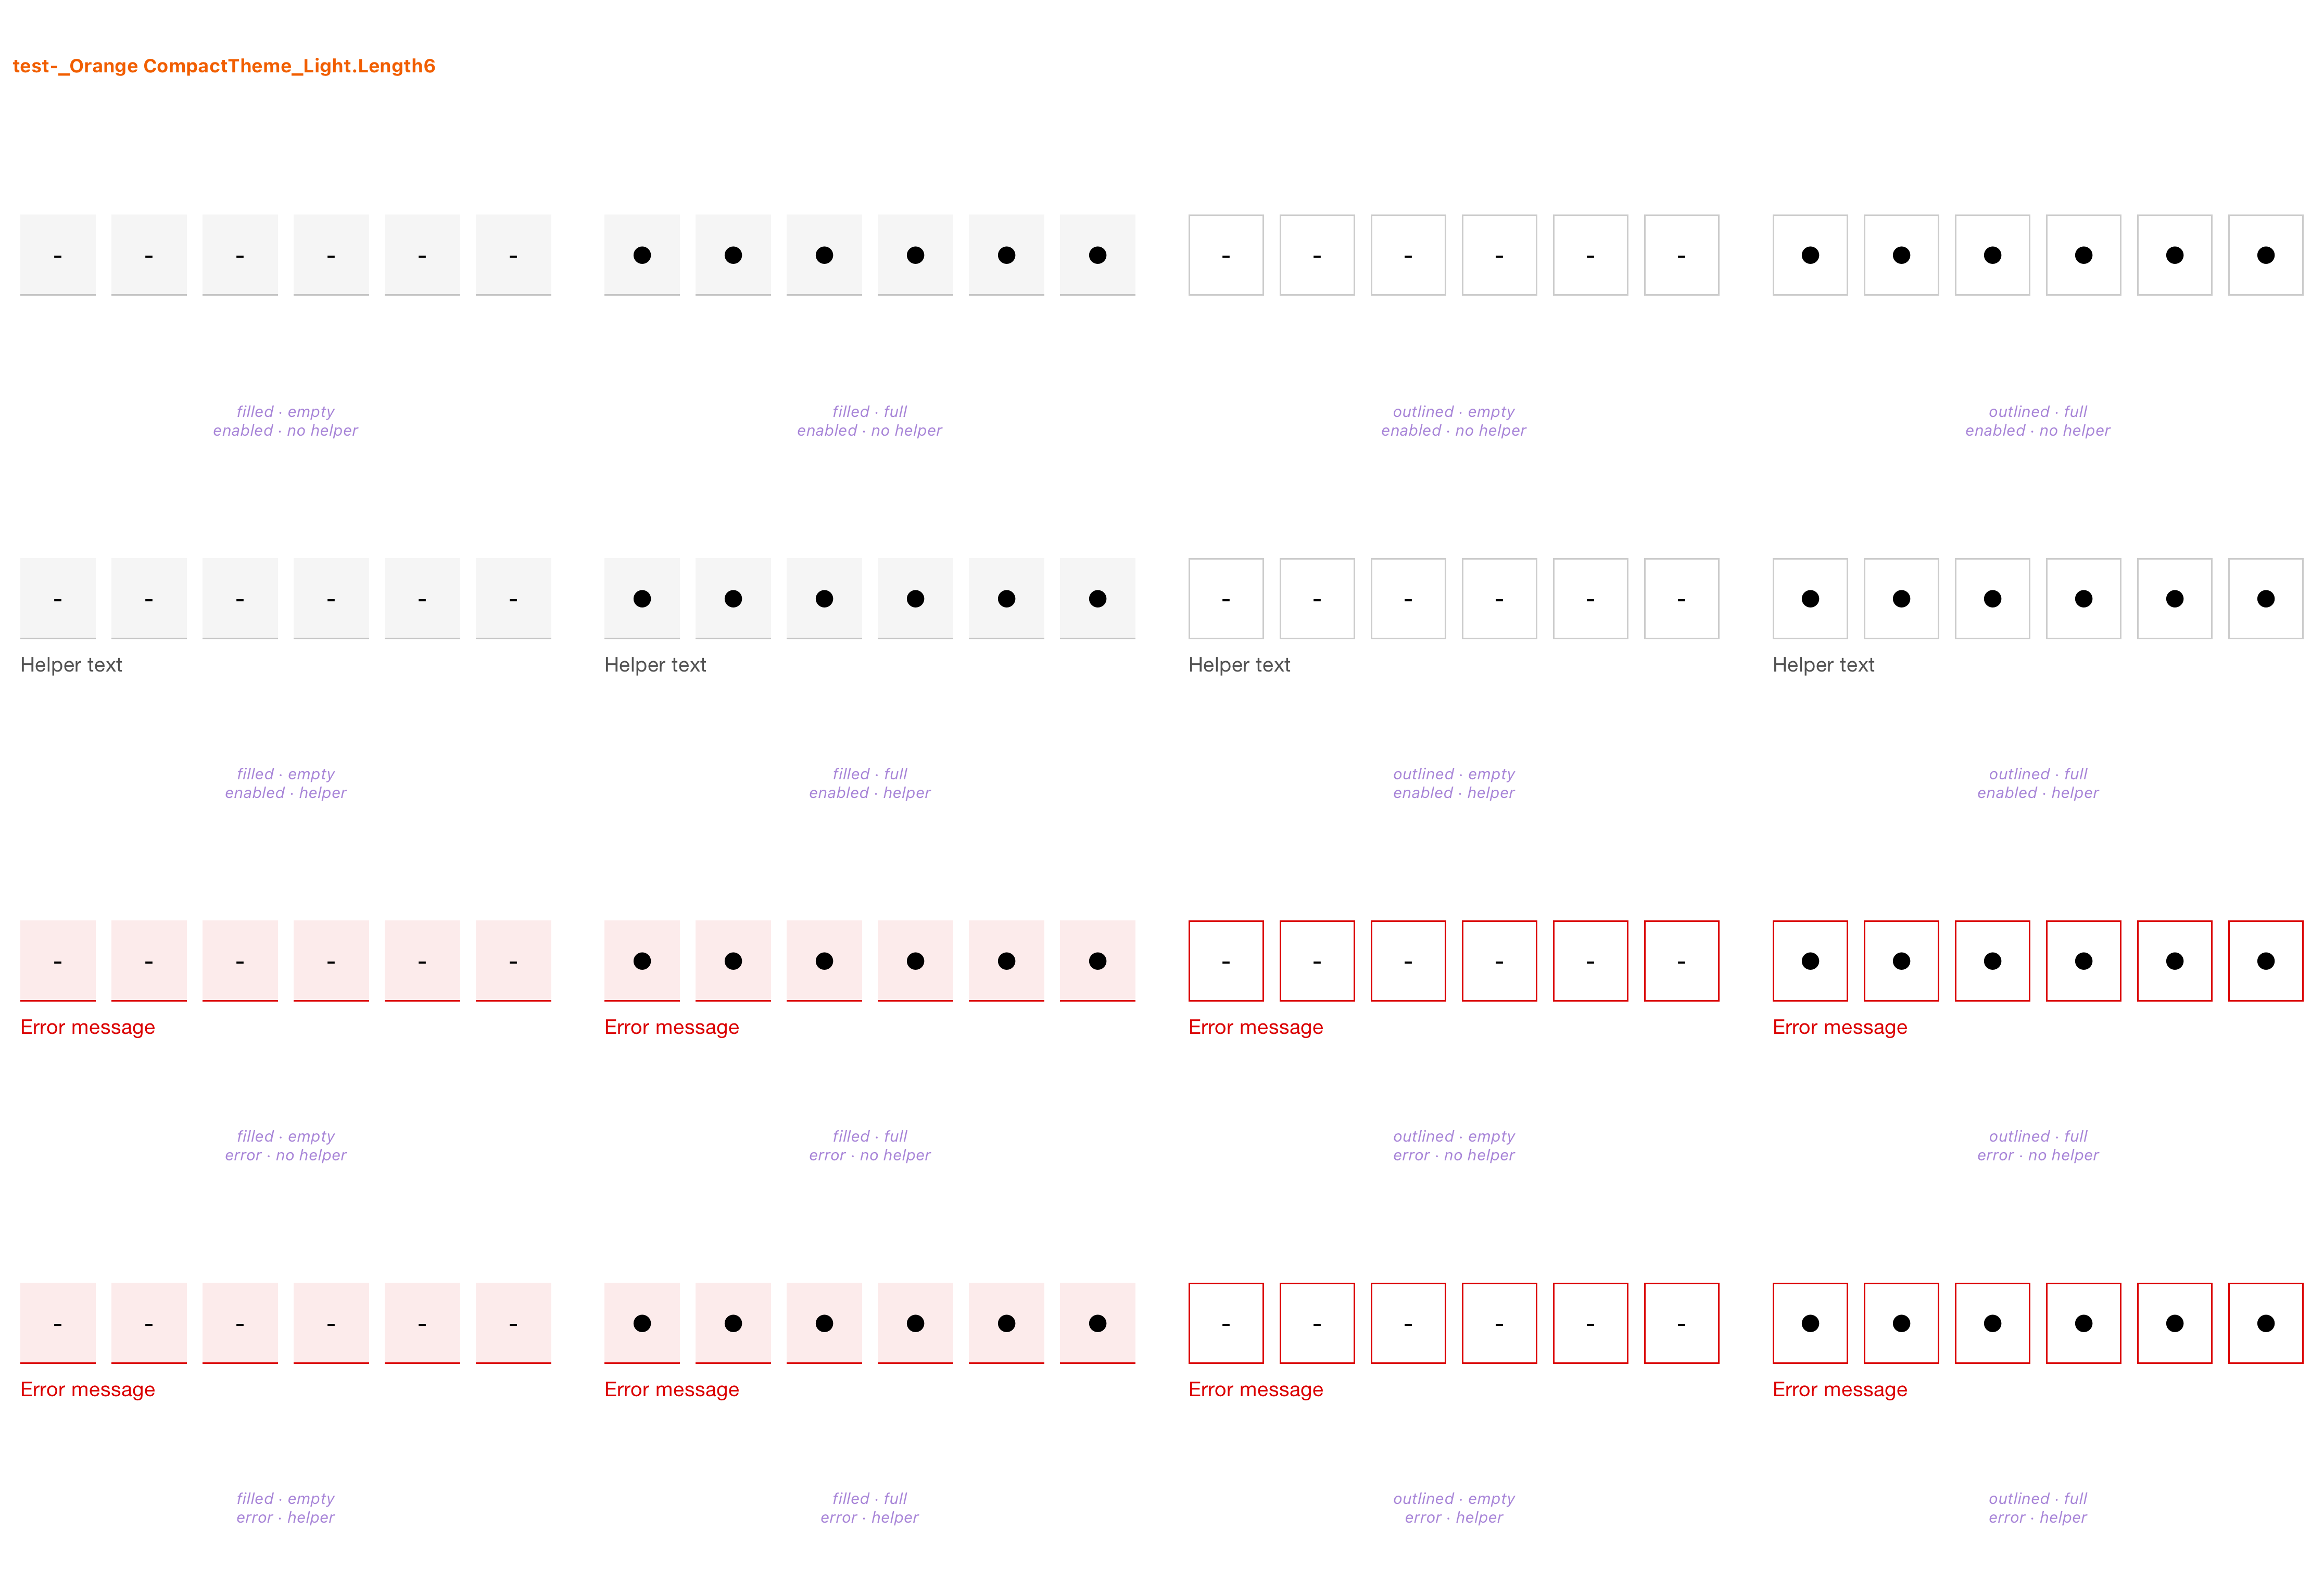 test-_Orange CompactTheme_Light.Length6
- - - - - - ● ● ● ● ● ● - - - - - - ● ● ● ● ● ●
filled · empty filled · full outlined · empty outlined · full
enabled · no helper enabled · no helper enabled · no helper enabled · no helper
- - - - - - ● ● ● ● ● ● - - - - - - ● ● ● ● ● ●
Helper text Helper text Helper text Helper text
filled · empty filled · full outlined · empty outlined · full
enabled · helper enabled · helper enabled · helper enabled · helper
- - - - - - ● ● ● ● ● ● - - - - - - ● ● ● ● ● ●
Error message Error message Error message Error message
filled · empty filled · full outlined · empty outlined · full
error · no helper error · no helper error · no helper error · no helper
- - - - - - ● ● ● ● ● ● - - - - - - ● ● ● ● ● ●
Error message Error message Error message Error message
filled · empty filled · full outlined · empty outlined · full
error · helper error · helper error · helper error · helper